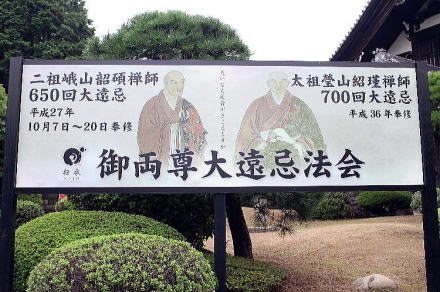 二祖峨山韶碩禅師
650回大遠忌
平成27年
10月7日〜20日奉修
太祖瑩山紹瑾禅師
700回大遠忌
平成36年奉修
相承
御両尊大遠忌法会